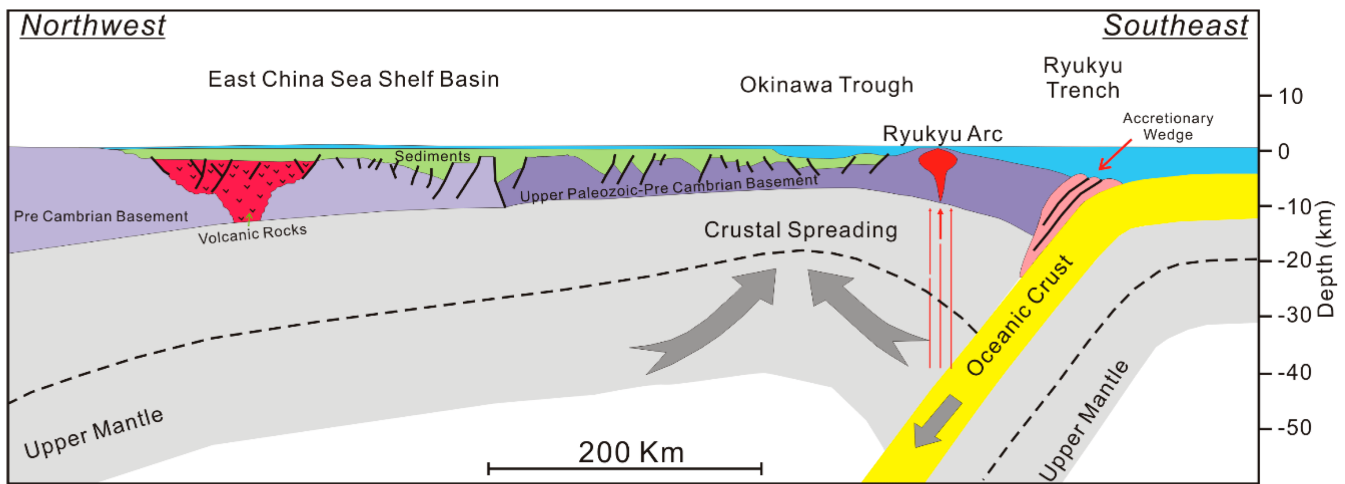 Northwest
Southeast
East China Sea Shelf Basin
Okinawa Trough
Ryukyu
Trench
Accretionary
Wedge
Ryukyu Arc
Sediments
Upper Paleozoic-Pre Cambrian Basement
Pre Cambrian Basement
Volcanic Rocks
Crustal Spreading
Oceanic Crust
Upper Mantle
Upper Mantle
200 Km
10
0
-10
-20
-30
-40
-50
Depth (km)